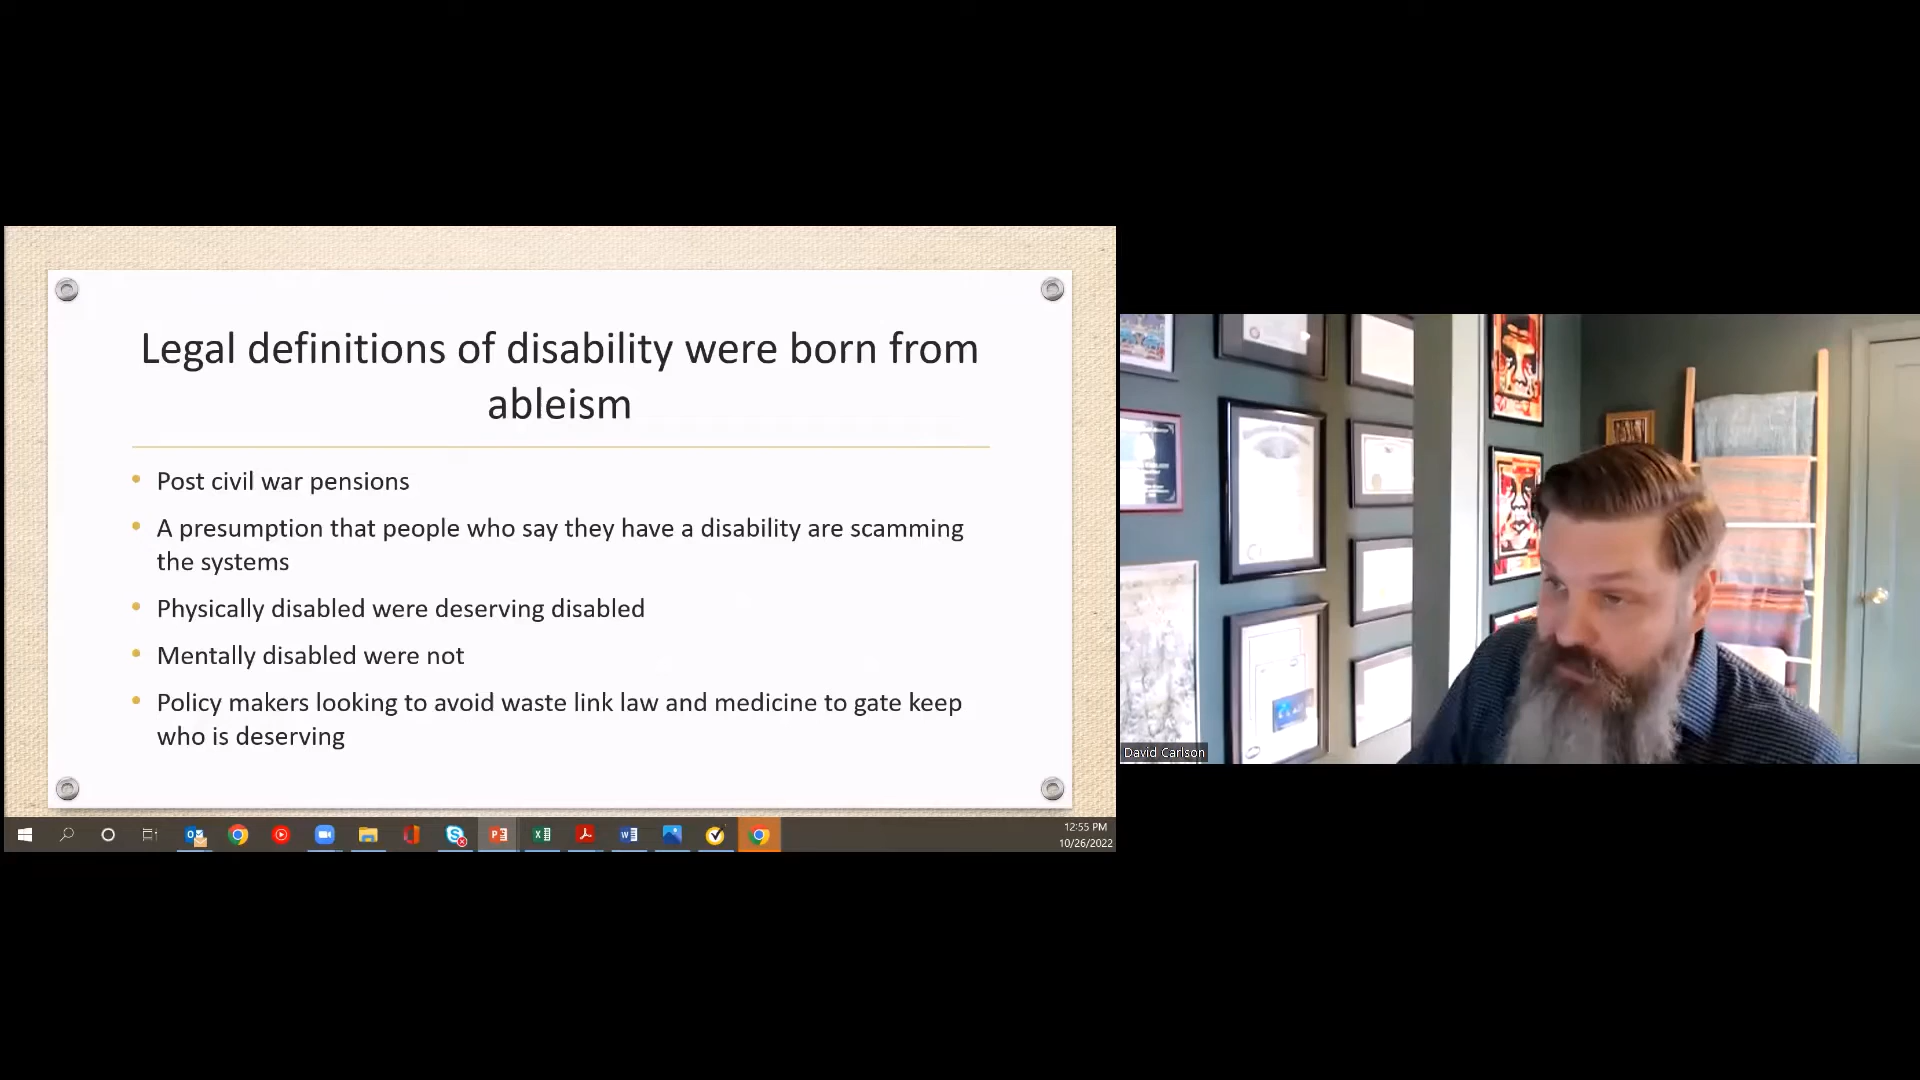 Legal definitions of disability were born from
ableism
Post civil war pensions
A presumption that people who say they have a disability are scamming
the systems
Physically disabled were deserving disabled
Mentally disabled were not
Policy makers looking to avoid waste link law and medicine to gate keep
who is deserving
12:55 PM
10/26/2022
David Carlson